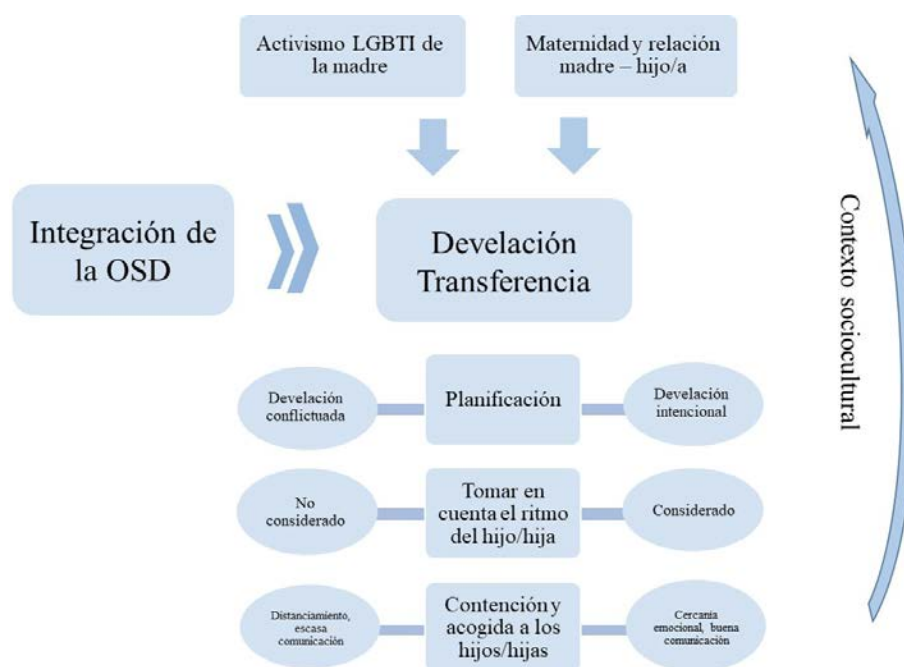 Activismo LGBTI de
la madre
Maternidad y relación
madre – hijo/a
Integración de
la OSD
Develación
Transferencia
Contexto sociocultural
Develación
conflictuada
Planificación
Develación
intencional
No
considerado
Tomar en
cuenta el ritmo
del hijo/hija
Considerado
Distanciamiento,
escasa
comunicación
Contención y
acogida a los
hijos/hijas
Cercanía
emocional, buena
comunicación